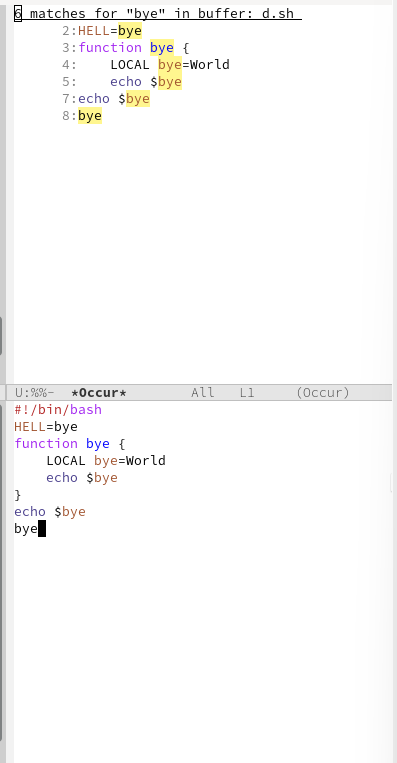 6 matches for "bye" in buffer: d.sh
      2:HELL=bye
      3:function bye {
      4:    LOCAL bye=World
      5:    echo $bye
      7:echo $bye
      8:bye
U:%%-  *Occur*        All   L1     (Occur)
#!/bin/bash
HELL=bye
function bye {
    LOCAL bye=World
    echo $bye
}
echo $bye
bye